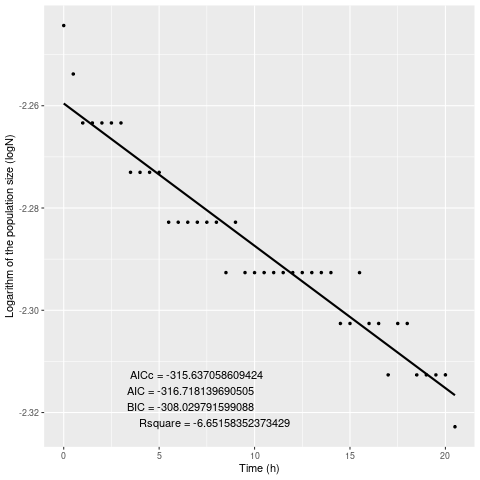 -2.26
-2.28
-2.30
-2.32
Logarithm of the population size (logN)
AICc = -315.637058609424
AIC = -316.718139690505
BIC = -308.029791599088
Rsquare = -6.65158352373429
0 5 10 15 20
Time (h)